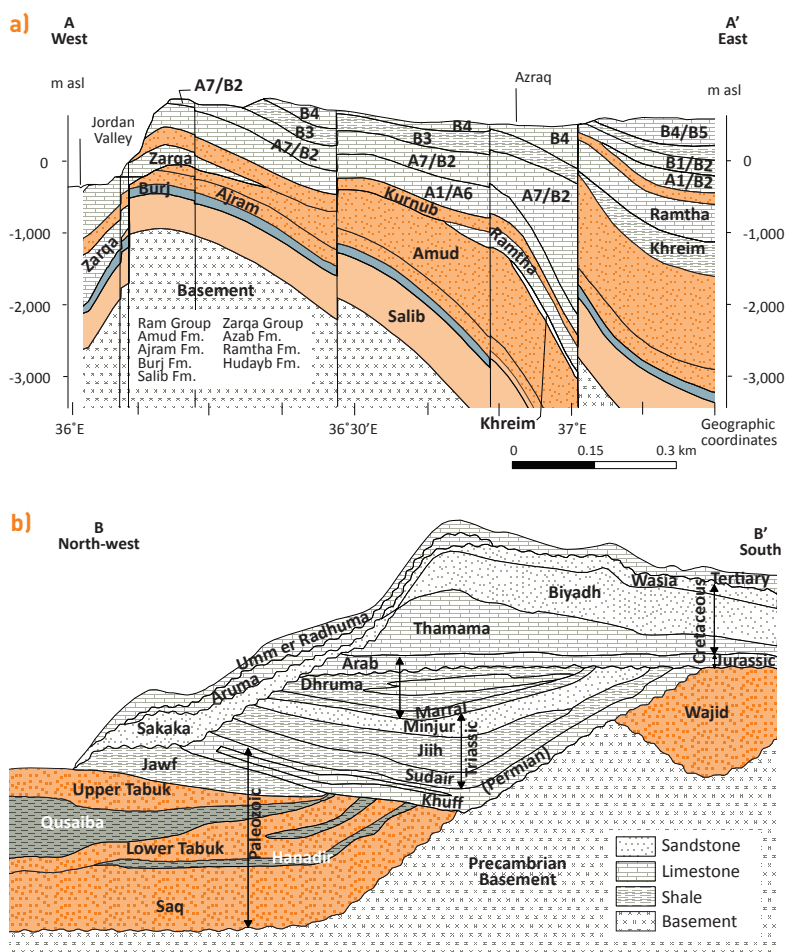 a)
A
West
A'
East
m asl
m asl
A7/B2
Azraq
Jordan
Valley
B4
B4
B4
B4/B5
B3
B3
A7/B2
A7/B2
B1/B2
A1/B2
0
0
Zarqa
Burj
Ajram
A1/A6
Kurnub
A7/B2
Ramtha
Ramtha
Khreim
-1,000
-1,000
Zarqa
Amud
Basement
Salib
-2,000
-2,000
Ram Group
Amud Fm.
Ajram Fm.
Burj Fm.
Salib Fm.
Zarqa Group
Azab Fm.
Ramtha Fm.
Hudayb Fm.
-3,000
-3,000
Khreim
36°E
36°30'E
37°E
Geographic
coordinates
0
0.15
0.3 km
b)
B
North-west
B'
South
Wasia
Tertiary
Biyadh
Cretaceous
Thamama
Umm er Radhuma
Arab
Jurassic
Aruma
Dhruma
Marral
Wajid
Sakaka
Minjur
Jiih
Triassic
Jawf
Sudair
(Permian)
Khuff
Upper Tabuk
Qusaiba
Paleozoic
Lower Tabuk
Hanadir
Precambrian
Basement
Saq
Sandstone
Limestone
Shale
Basement